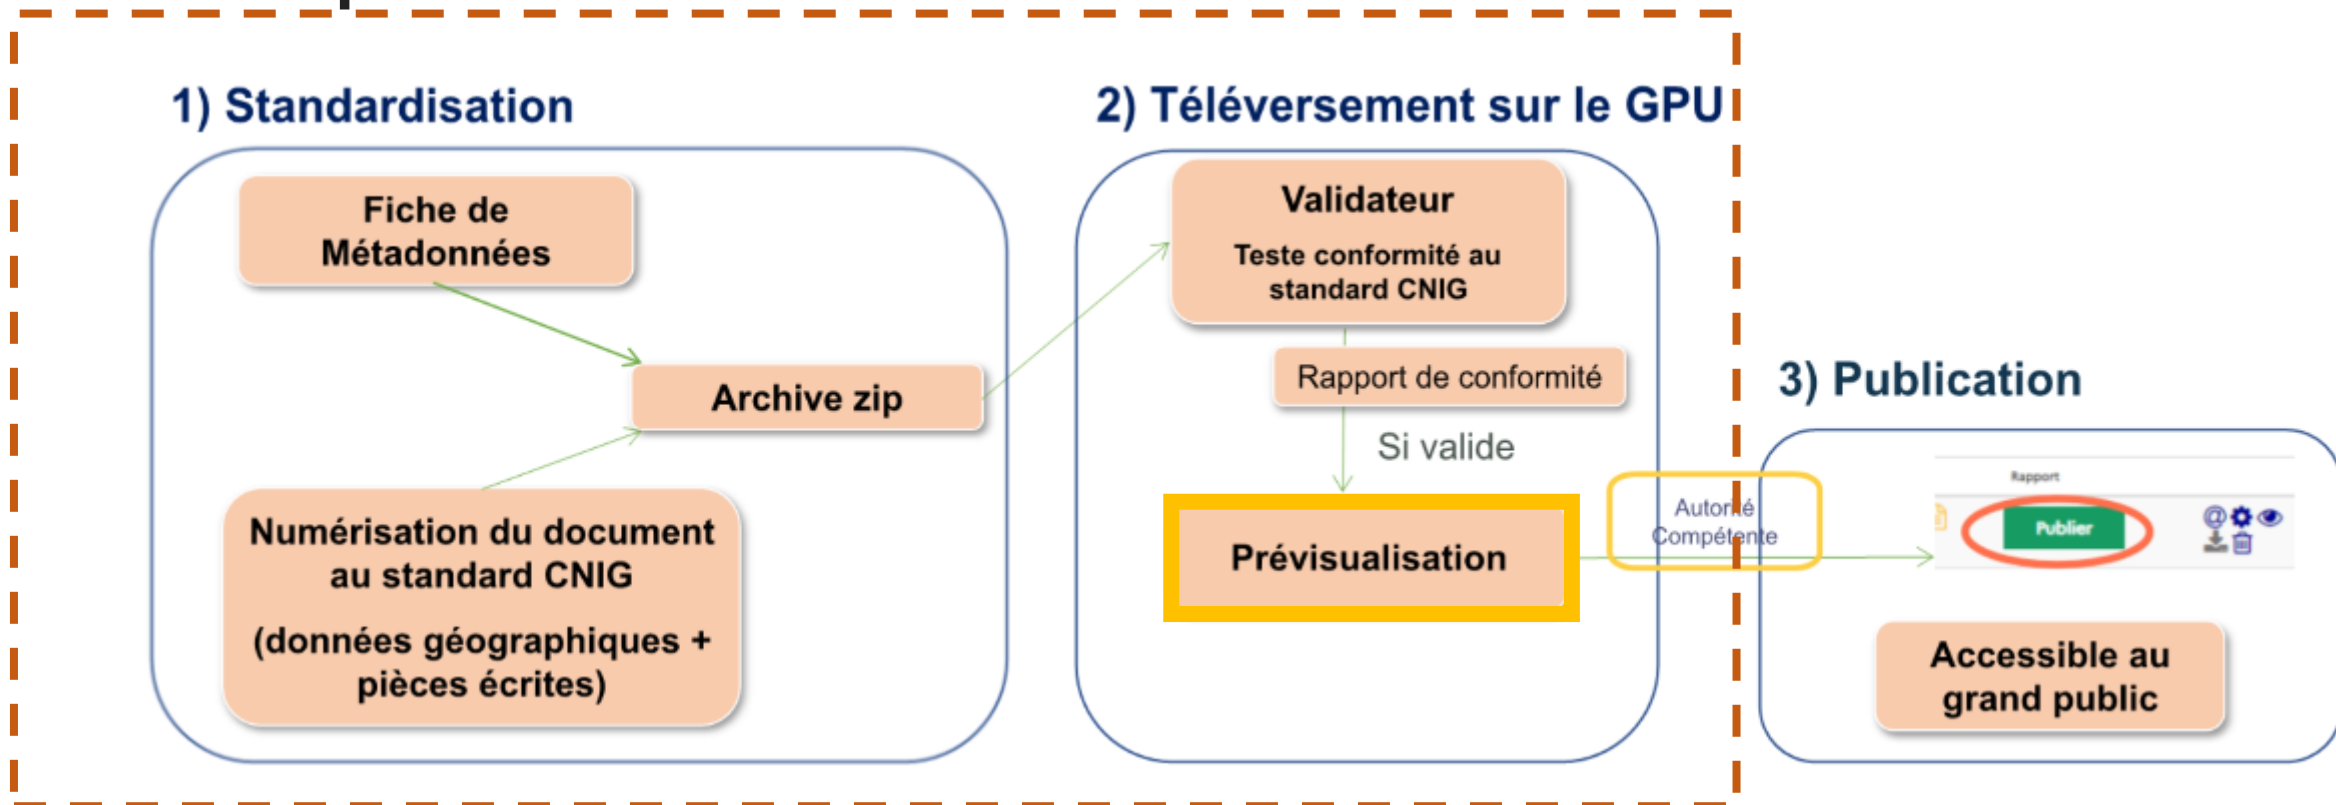 1) Standardisation
Fiche de
Métadonnées
Archive zip
Numérisation du document
au standard CNIG
(données géographiques +
pièces écrites)
2) Téléversement sur le GPU
Validateur
Teste conformité au
standard CNIG
Rapport de conformité
Si valide
Prévisualisation
Autorité
Compétente
3) Publication
Rapport
Publier
Accessible au
grand public